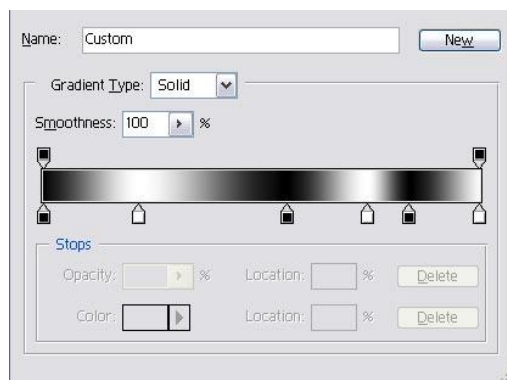 Name: Custom New
Gradient Type: Solid
Smoothness: 100 %
Stops
Opacity: % Location: % Delete
Color: Location: % Delete